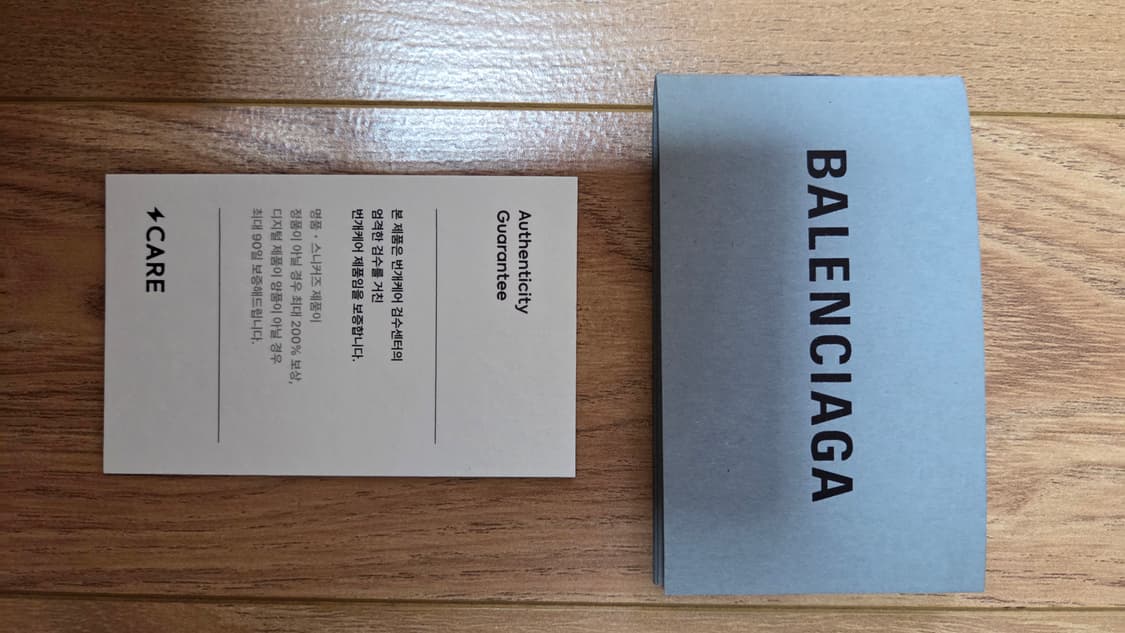 Authenticity
Guarantee
본 제품은 번개케어 검수센터의
엄격한 검수를 거친
번개케어 제품임을 보증합니다.
명품・스니커즈 제품이
정품이 아닐 경우 최대 200% 보상,
디지털 제품이 양품이 아닐 경우
최대 90일 보증해드립니다.
CARE
BALENCIAGA